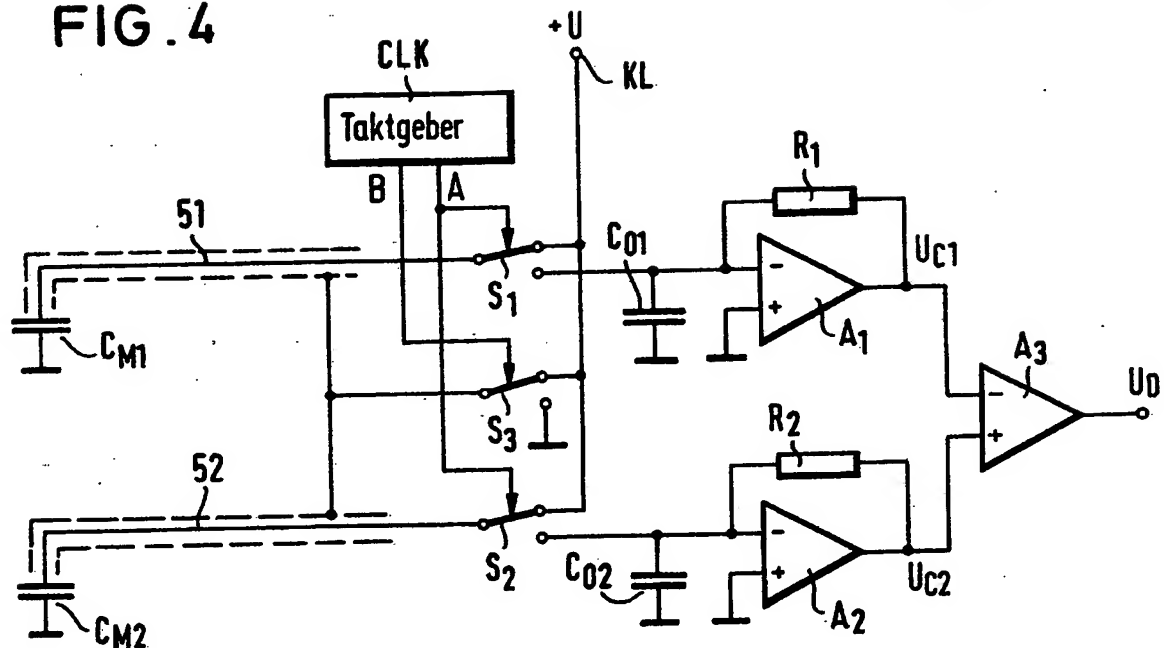 FIG.4
CLK
+U
KL
Taktgeber
B
A
51
S1
R1
C01
UC1
A1
CM1
S3
A3
UD
R2
52
S2
C02
UC2
A2
CM2